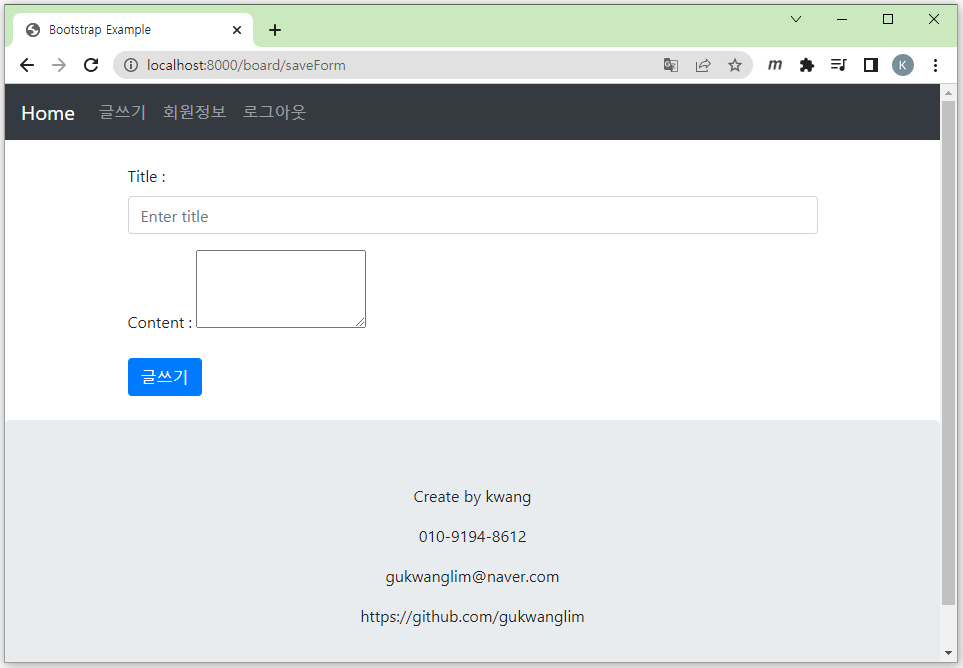 Bootstrap Example
localhost:8000/board/saveForm
m
K
Home 글쓰기 회원정보 로그아웃
Title :
Enter title
Content :
글쓰기
Create by kwang
010-9194-8612
gukwanglim@naver.com
https://github.com/gukwanglim